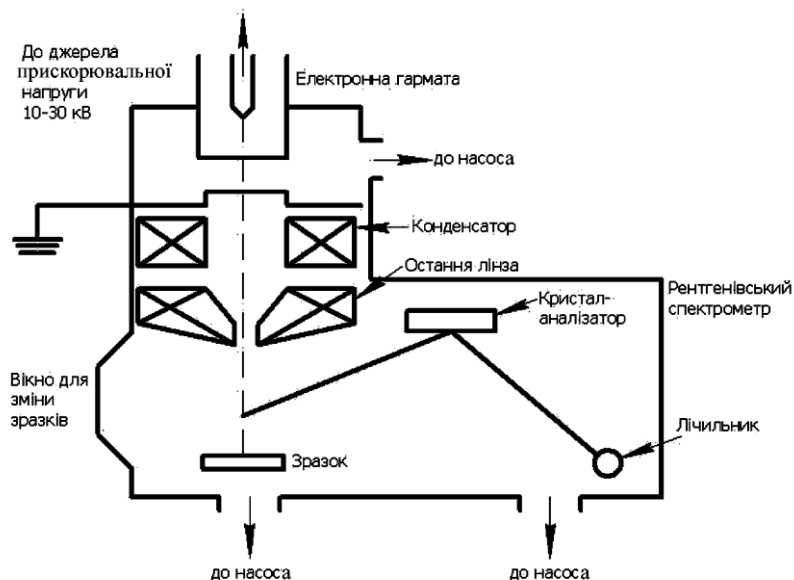 До джерела
прискорювальної
напруги
10-30 кВ
Електронна гармата
до насоса
Конденсатор
Остання лінза
Кристал-
аналізатор
Рентгенівський
спектрометр
Вікно для
зміни
зразків
Зразок
Лічильник
до насоса
до насоса